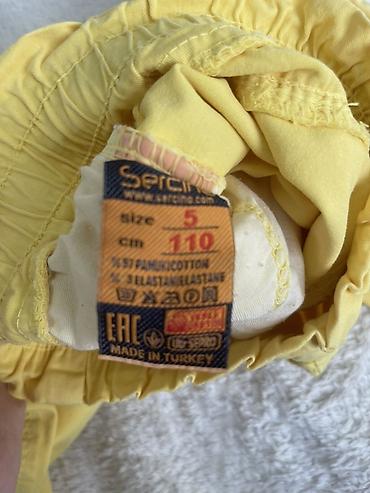 Sercino
www.sercino.com
size 5
cm 110
% 97 PAMUK/COTTON
% 3 ELASTAN/ELASTANE
EAC
MADE IN TURKEY